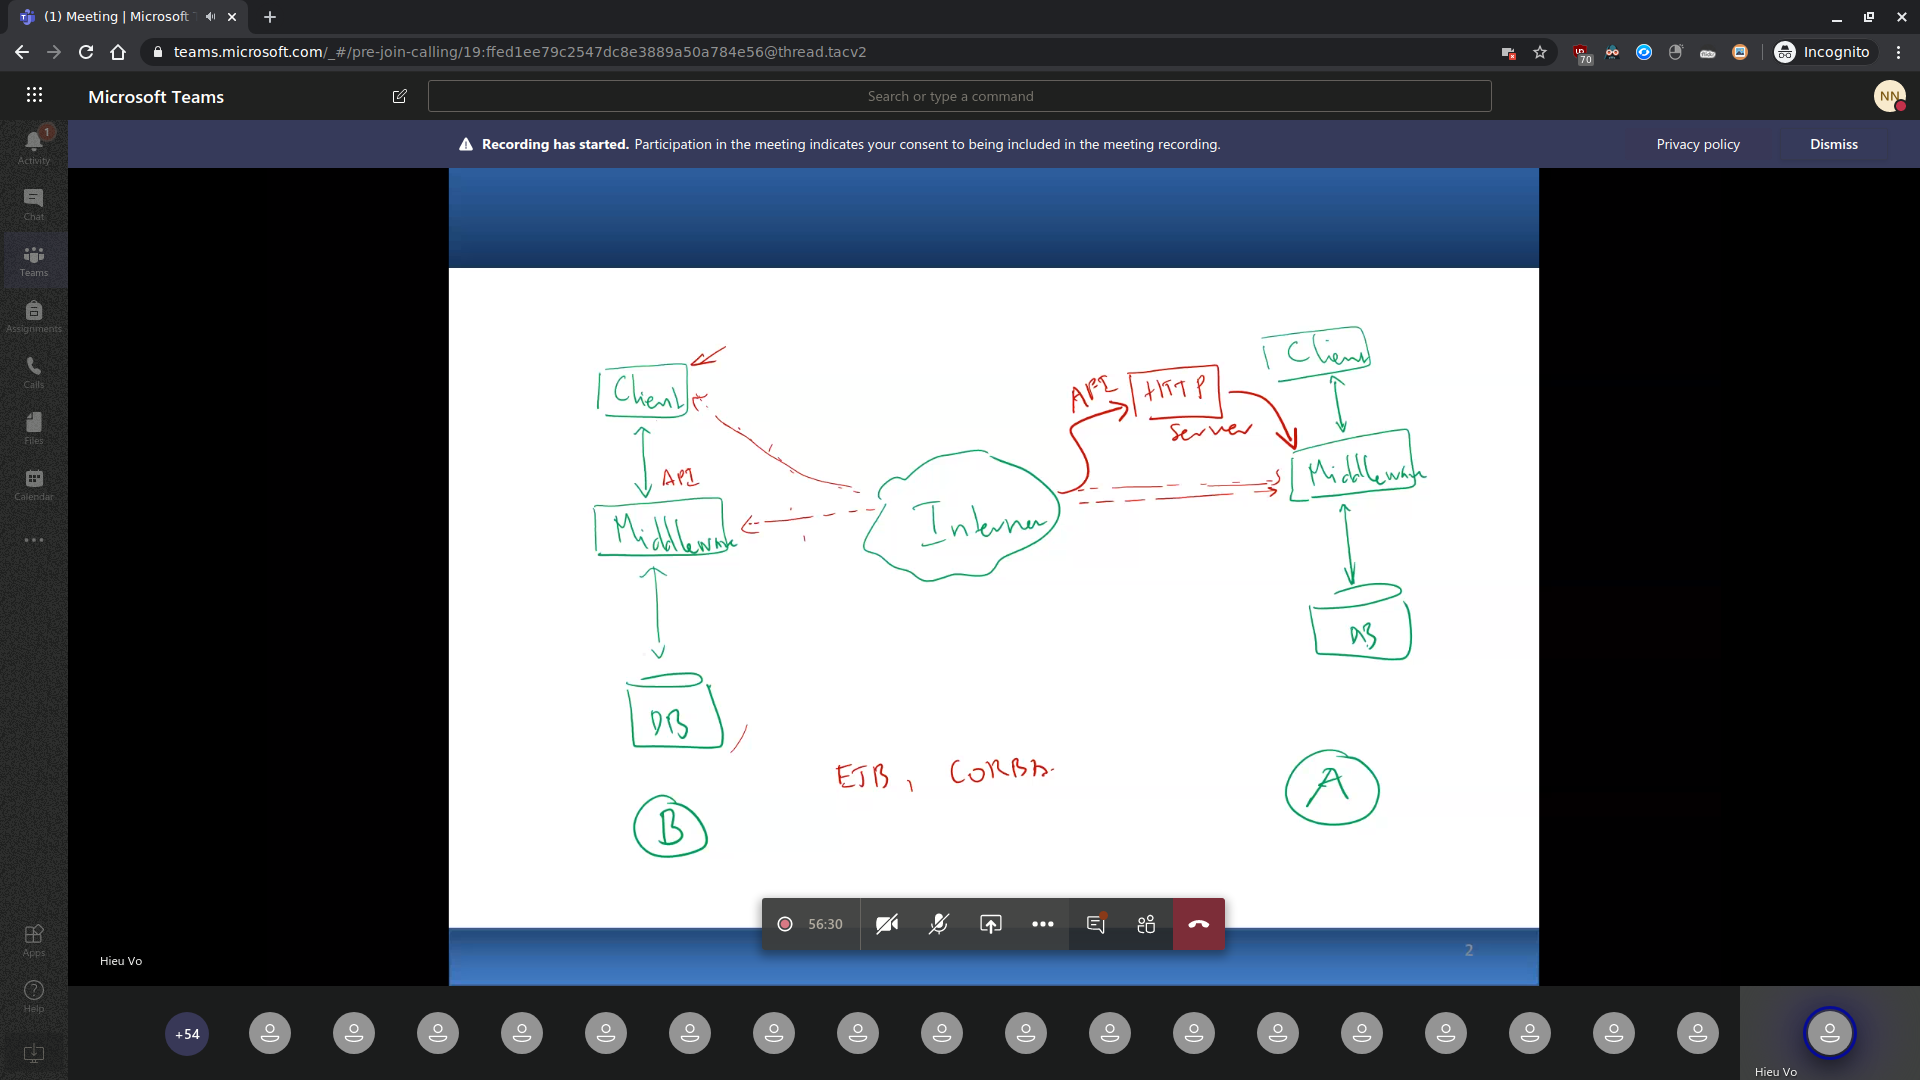 (1) Meeting | Microsoft T
teams.microsoft.com/_#/pre-join-calling/19:ffed1ee79c2547dc8e3889a50a784e56@thread.tacv2
70
Incognito
Microsoft Teams
Search or type a command
NN
1
Activity
Chat
Teams
Assignments
Calls
Files
Calendar
Apps
Help
Recording has started. Participation in the meeting indicates your consent to being included in the meeting recording.
Privacy policy
Dismiss
Client
API
Middleware
DB
B
Internet
API
HTTP
Server
Client
Middleware
DB
A
EJB, CORBA
56:30
2
Hieu Vo
+54
Hieu Vo